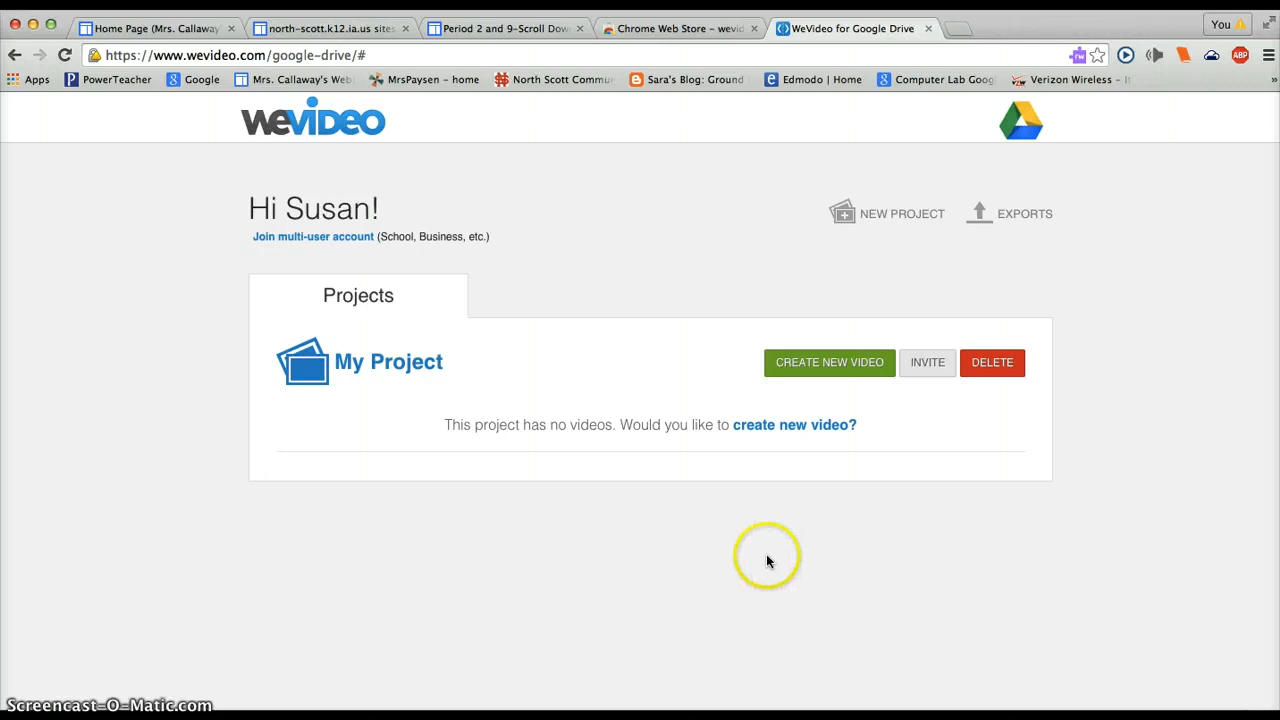 Home Page (Mrs. Callaway' north-scott.k12.ia.us sites Period 2 and 9-Scroll Dow Chrome Web Store - wevid WeVideo for Google Drive You
https://www.wevideo.com/google-drive/#
Apps PowerTeacher Google Mrs. Callaway's Web MrsPaysen - Home North Scott Commu Sara's Blog: Ground Edmodo | Home Computer Lab Goog Verizon Wireless - It
wevideo
Hi Susan!
NEW PROJECT EXPORTS
Join multi-user account (School, Business, etc.)
Projects
My Project CREATE NEW VIDEO INVITE DELETE
This project has no videos. Would you like to create new video?
Screencast-O-Matic.com